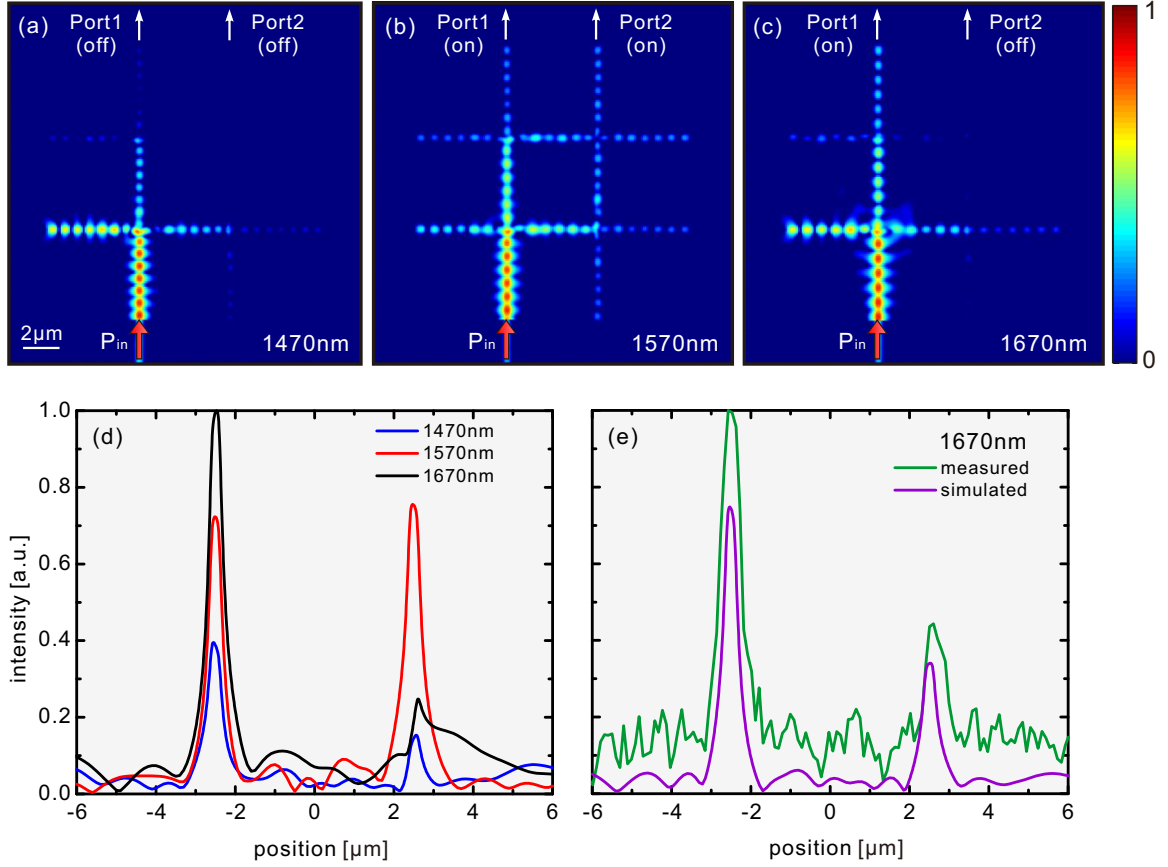 (a) Port1 Port2
(off) (off)
2µm
Pin 1470nm
(b) Port1 Port2
(on) (on)
Pin 1570nm
(c) Port1 Port2
(on) (off)
Pin 1670nm
1
0
(d)
1470nm
1570nm
1670nm
intensity [a.u.]
1.0
0.8
0.6
0.4
0.2
0.0
-6 -4 -2 0 2 4 6
position [µm]
(e) 1670nm
measured
simulated
-6 -4 -2 0 2 4 6
position [µm]